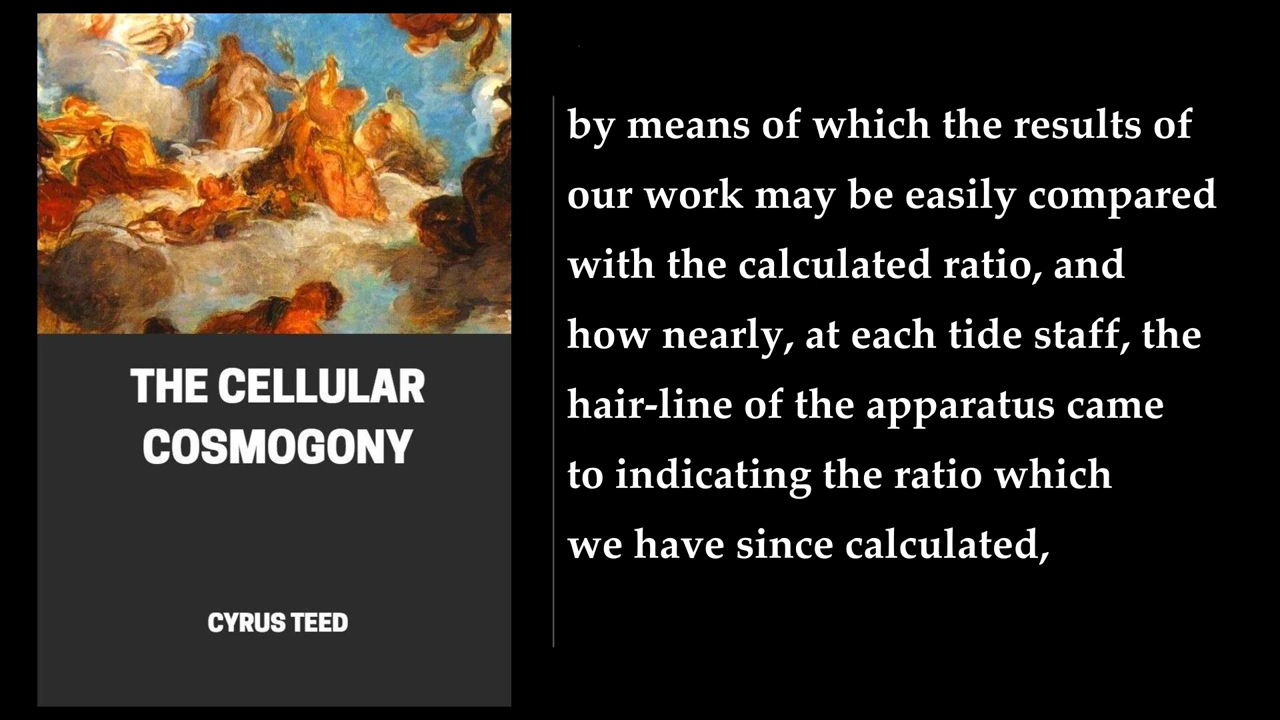 THE CELLULAR
COSMOGONY
CYRUS TEED
by means of which the results of
our work may be easily compared
with the calculated ratio, and
how nearly, at each tide staff, the
hair-line of the apparatus came
to indicating the ratio which
we have since calculated,